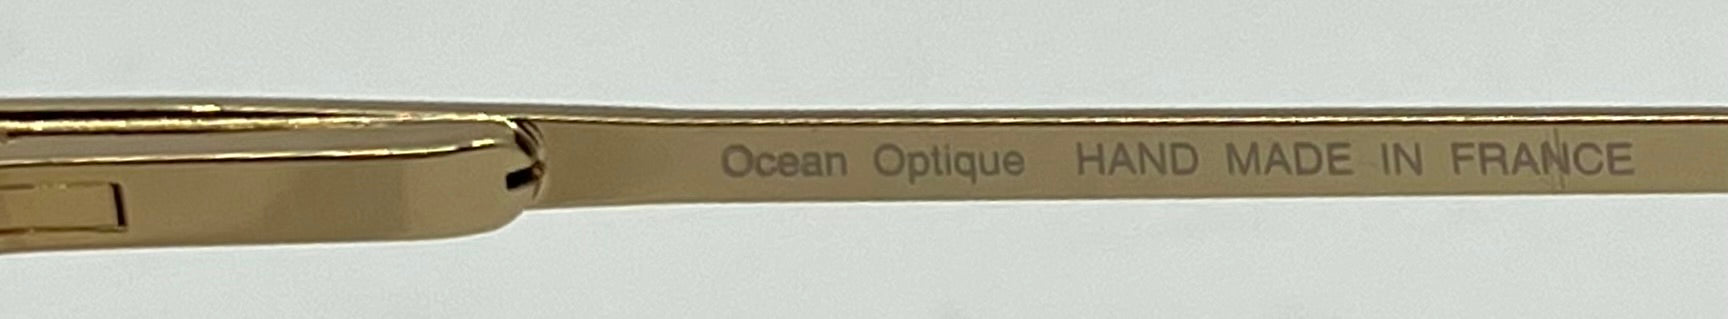 Ocean Optique HAND MADE IN FRANCE